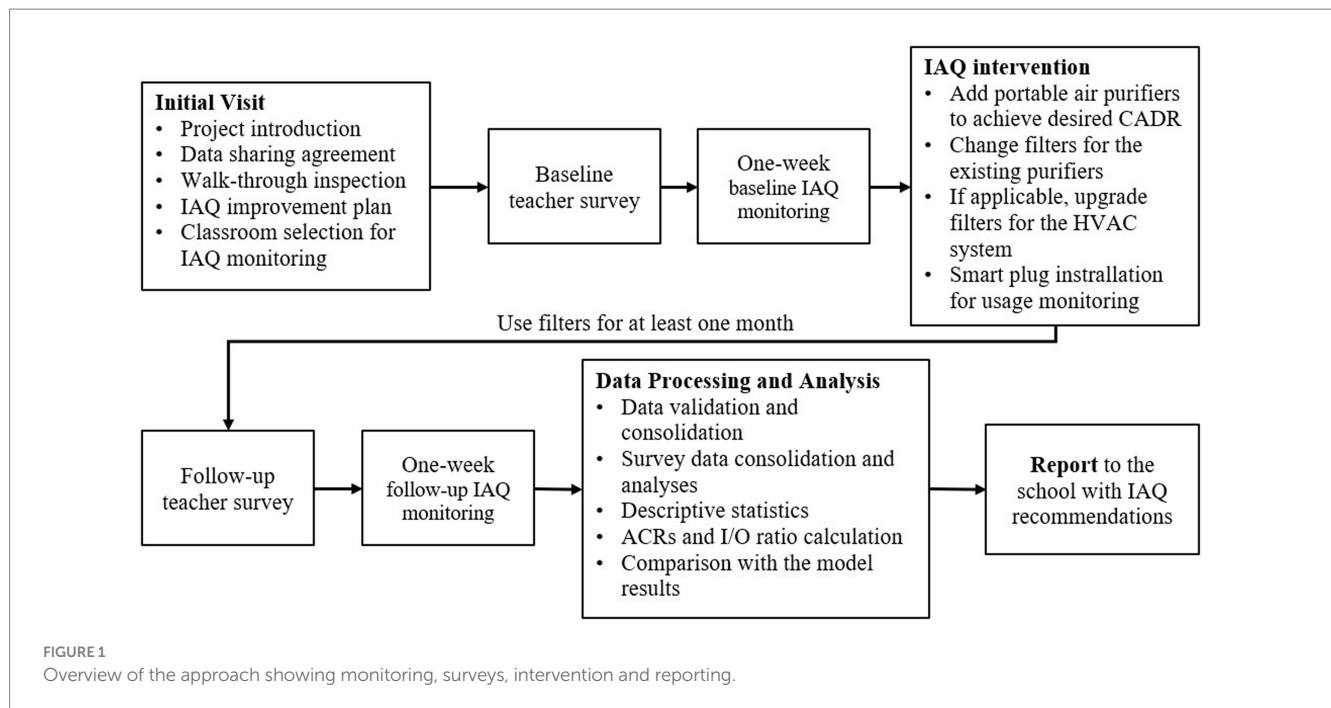 Initial Visit
• Project introduction
• Data sharing agreement
• Walk-through inspection
• IAQ improvement plan
• Classroom selection for
IAQ monitoring
Baseline
teacher survey
One-week
baseline IAQ
monitoring
IAQ intervention
• Add portable air purifiers
to achieve desired CADR
• Change filters for the
existing purifiers
• If applicable, upgrade
filters for the HVAC
system
• Smart plug instrallation
for usage monitoring
Use filters for at least one month
Follow-up
teacher survey
One-week
follow-up IAQ
monitoring
Data Processing and Analysis
• Data validation and
consolidation
• Survey data consolidation and
analyses
• Descriptive statistics
• ACRs and I/O ratio calculation
• Comparison with the model
results
Report to the
school with IAQ
recommendations
FIGURE 1
Overview of the approach showing monitoring, surveys, intervention and reporting.